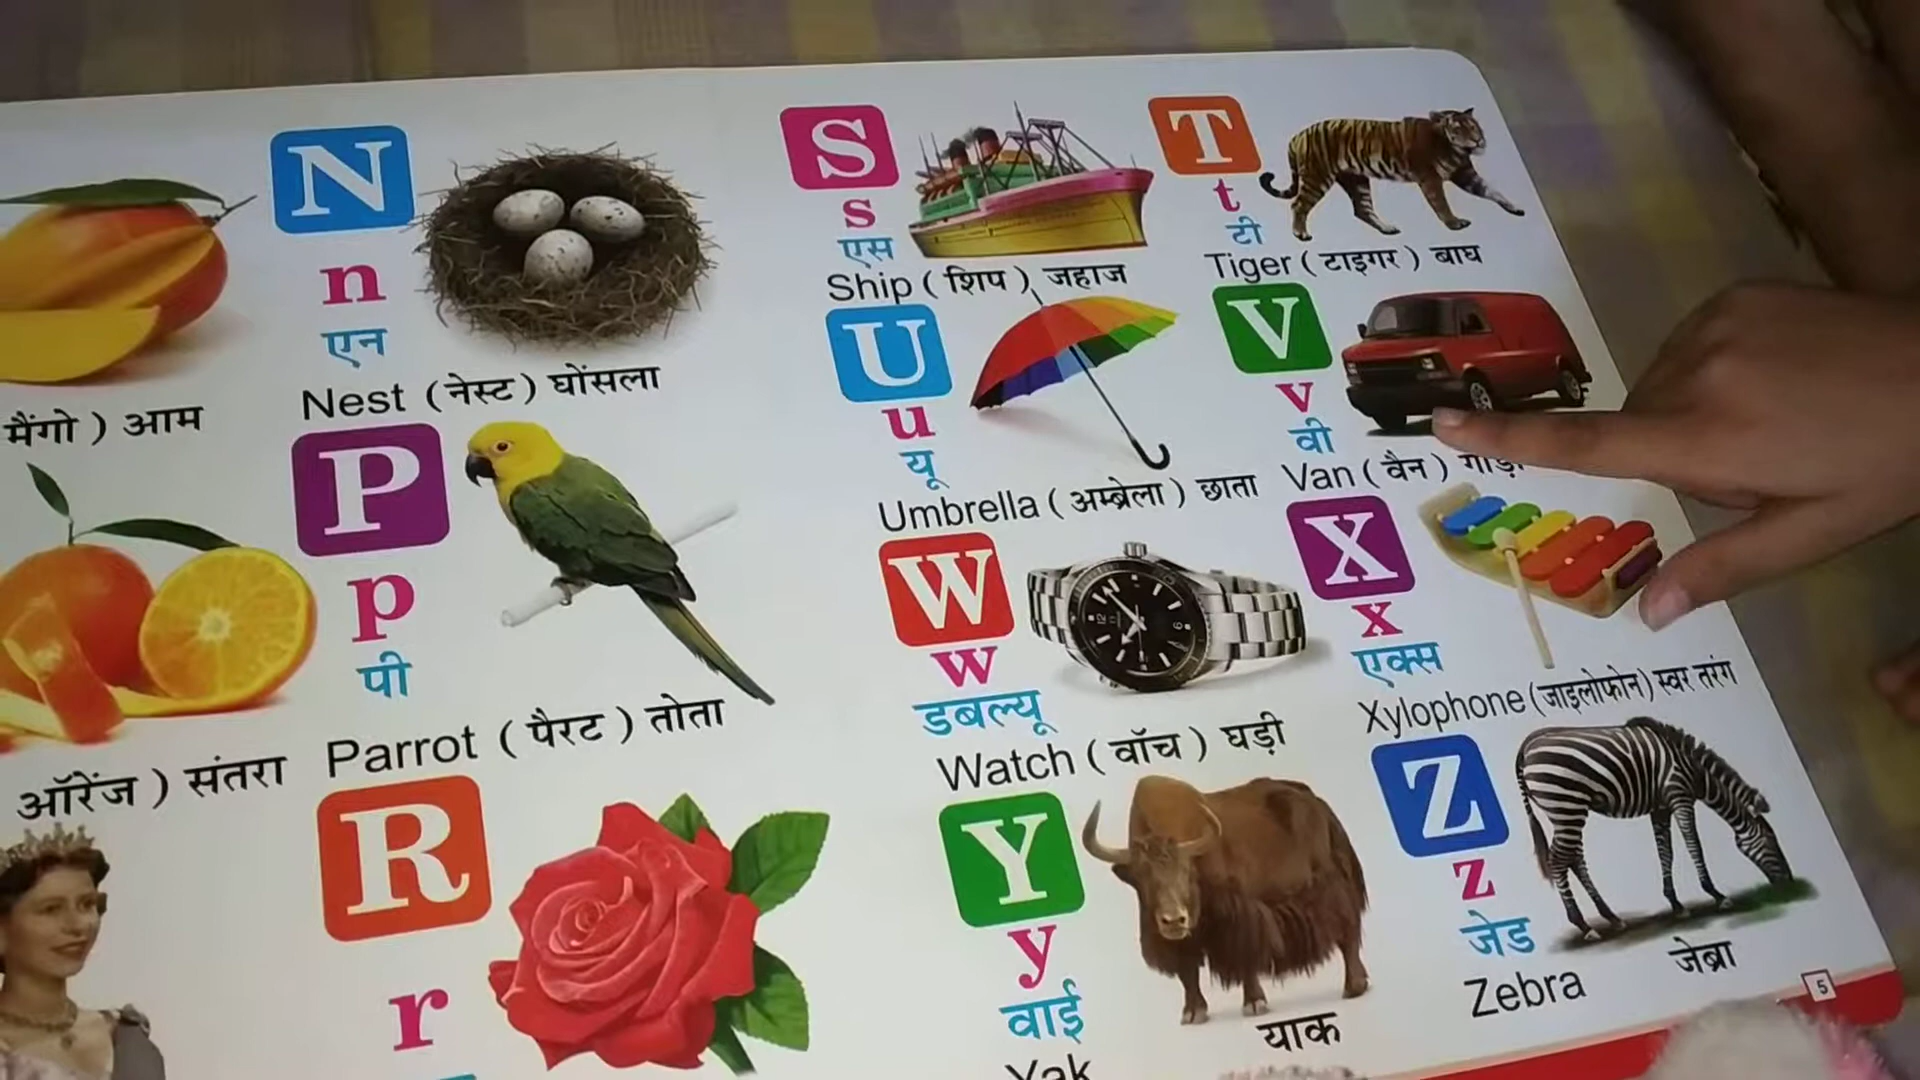 N
n
एन
Nest ( नेस्ट ) घोंसला
मैंगो ) आम
P
p
पी
Parrot ( पैरट ) तोता
ऑरेंज ) संतरा
R
r
S
s
एस
Ship ( शिप ) जहाज
T
t
टी
Tiger ( टाइगर ) बाघ
U
u
यू
Umbrella ( अम्ब्रेला ) छाता
V
v
वी
Van ( वैन ) गाड़ी
W
w
डबल्यू
Watch ( वॉच ) घड़ी
X
x
एक्स
Xylophone ( जाइलोफोन ) स्वर तरंग
Y
y
वाई
Yak याक
Z
z
जेड
Zebra जेब्रा
5